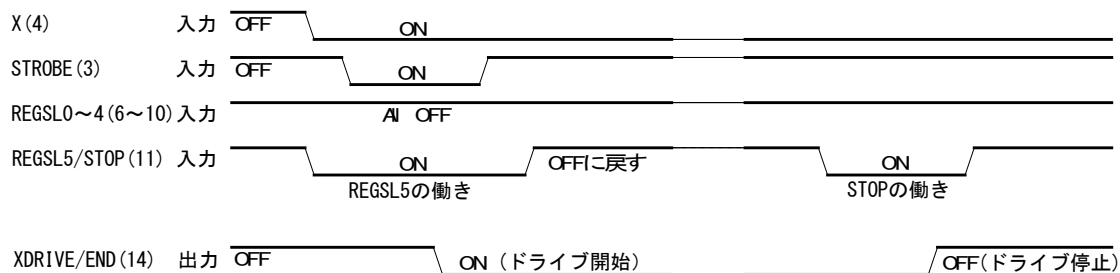 X(4) 入力 OFF ON
STROBE(3) 入力 OFF ON
REGSL0～4(6～10)入力 All OFF
REGSL5/STOP(11) 入力 ON OFFに戻す ON
REGSL5の働き STOPの働き
XDRIVE/END(14) 出力 OFF ON (ドライブ開始) OFF(ドライブ停止)